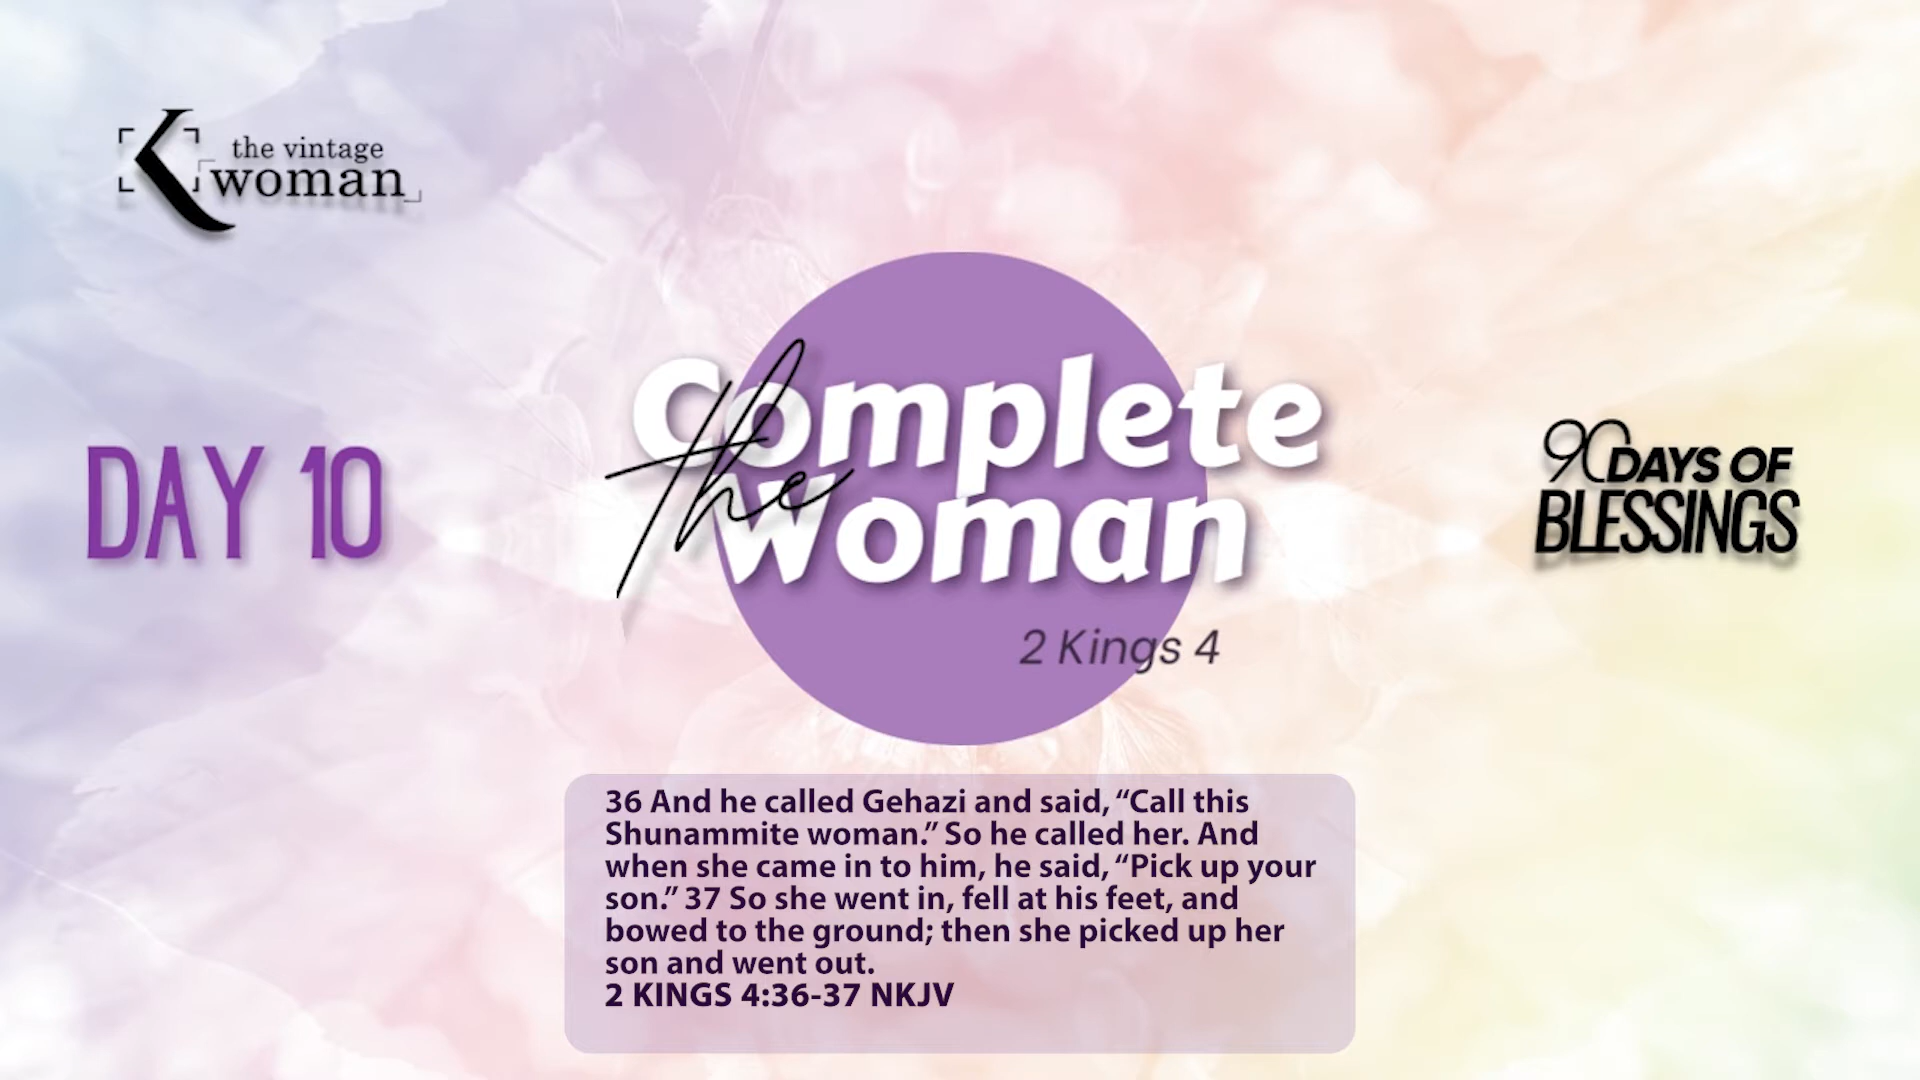 the vintage
woman
DAY 10
the
Complete
Woman
2 Kings 4
90 DAYS OF
BLESSINGS
36 And he called Gehazi and said, “Call this
Shunammite woman.” So he called her. And
when she came in to him, he said, “Pick up your
son.” 37 So she went in, fell at his feet, and
bowed to the ground; then she picked up her
son and went out.
2 KINGS 4:36-37 NKJV